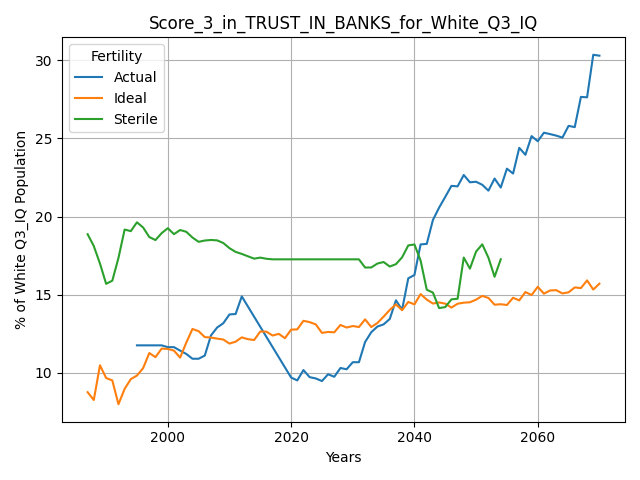 Score_3_in_TRUST_IN_BANKS_for_White_Q3_IQ
Fertility
Actual
Ideal
Sterile
% of White Q3_IQ Population
30
25
20
15
10
2000
2020
2040
2060
Years